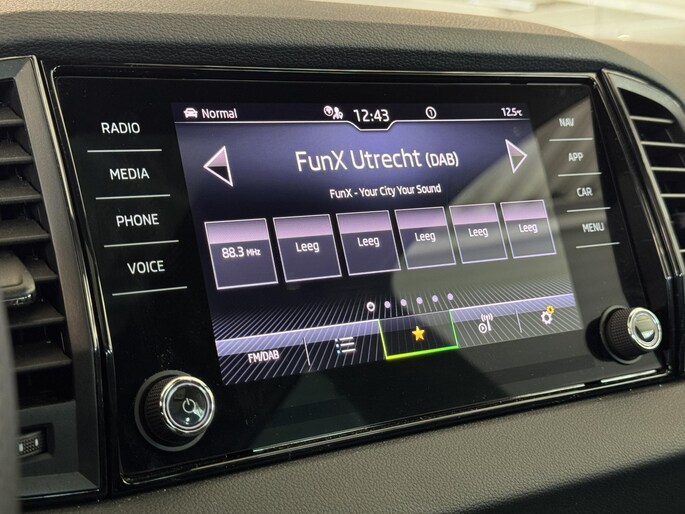 Normal
12:43
1
12.5°C
RADIO
MEDIA
PHONE
VOICE
FunX Utrecht (DAB)
FunX - Your City Your Sound
88.3 MHz
Leeg
Leeg
Leeg
Leeg
Leeg
FM/DAB
NAV
APP
CAR
MENU